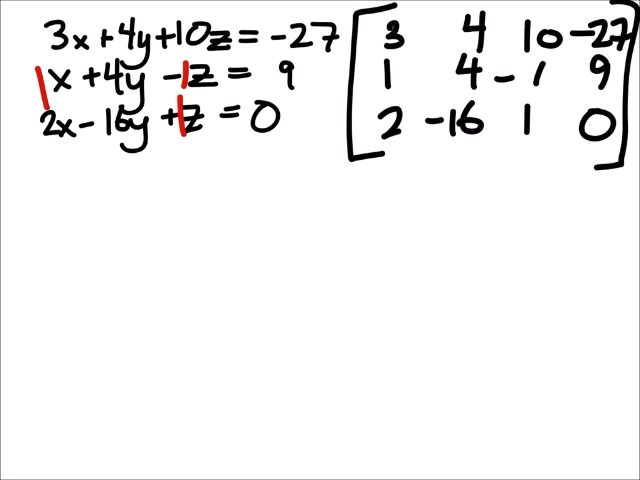 3x + 4y + 10z = -27
1x + 4y - 1z = 9
2x - 16y + 1z = 0
3 4 10 -27
1 4 -1 9
2 -16 1 0